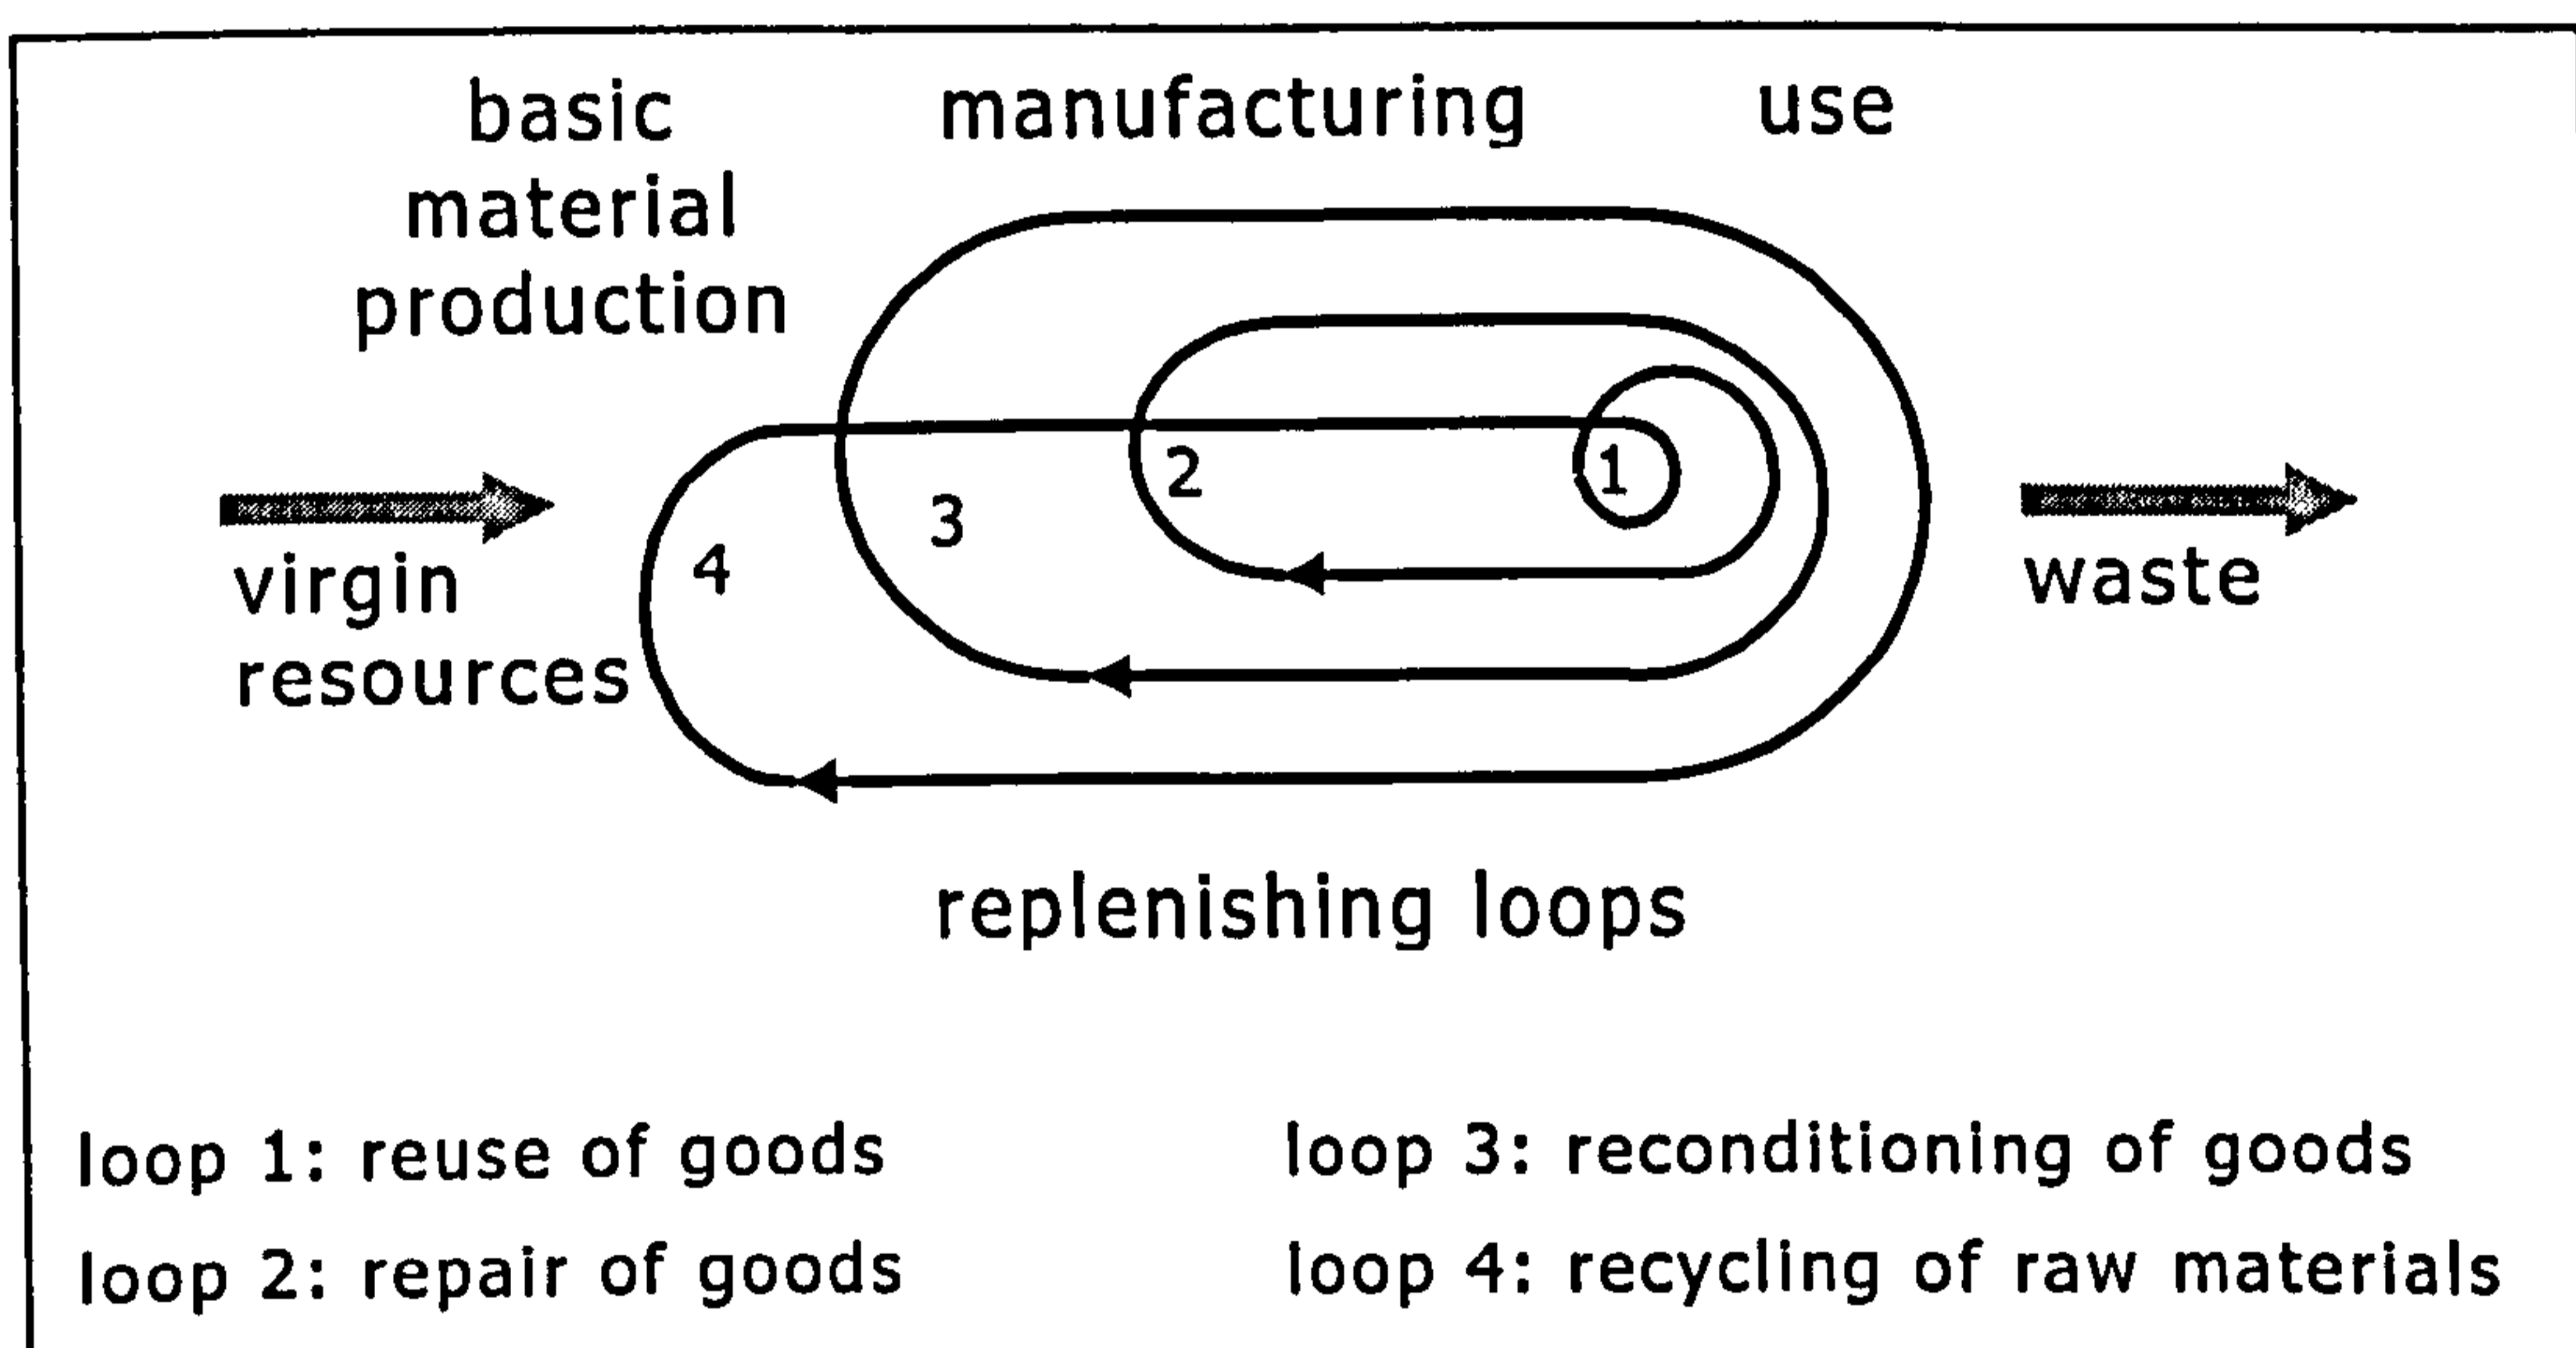 basic
material
production
manufacturing
use
1
2
3
4
virgin
resources
waste
replenishing loops
loop 1: reuse of goods
loop 2: repair of goods
loop 3: reconditioning of goods
loop 4: recycling of raw materials